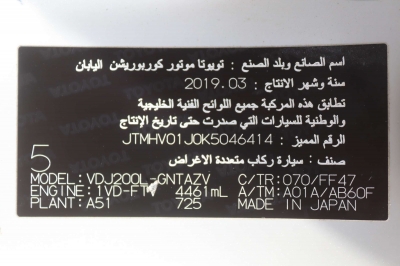 اسم الصانع وبلد الصنع : تويوتا موتور كوربوريشن اليابان
سنة وشهر الانتاج : 2019.03
تطابق هذه المركبة جميع اللوائح الفنية الخليجية
والوطنية للسيارات التي صدرت حتى تاريخ الإنتاج
الرقم المميز : JTMHV01J0K5046414
5 صنف : سيارة ركاب متعددة الاغراض
MODEL: VDJ200L-GNTAZV C/TR: 070/FF47
ENGINE: 1VD-FTV 4461mL A/TM: A01A/AB60F
PLANT: A51 725 MADE IN JAPAN